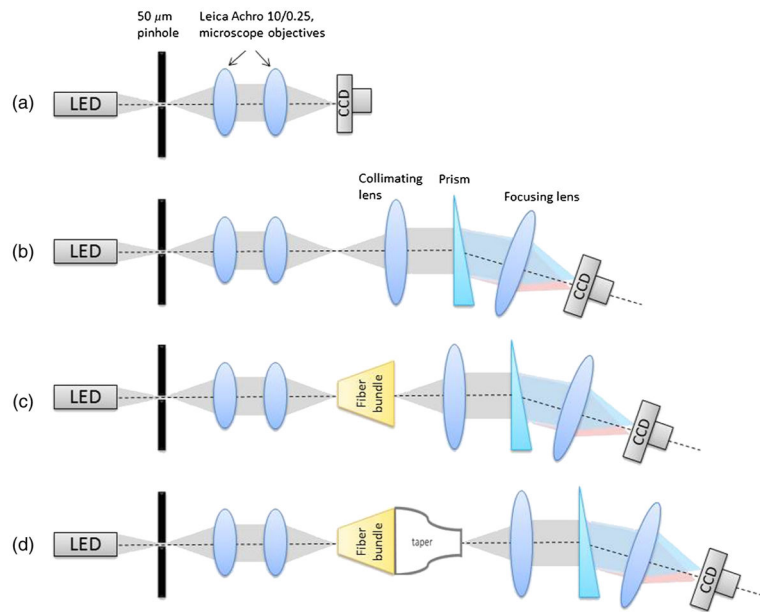 50 μm
pinhole
Leica Achro 10/0.25,
microscope objectives
(a)
LED
CCD
Collimating
lens
Prism
Focusing lens
(b)
LED
CCD
(c)
LED
Fiber
bundle
CCD
(d)
LED
Fiber
bundle
taper
CCD